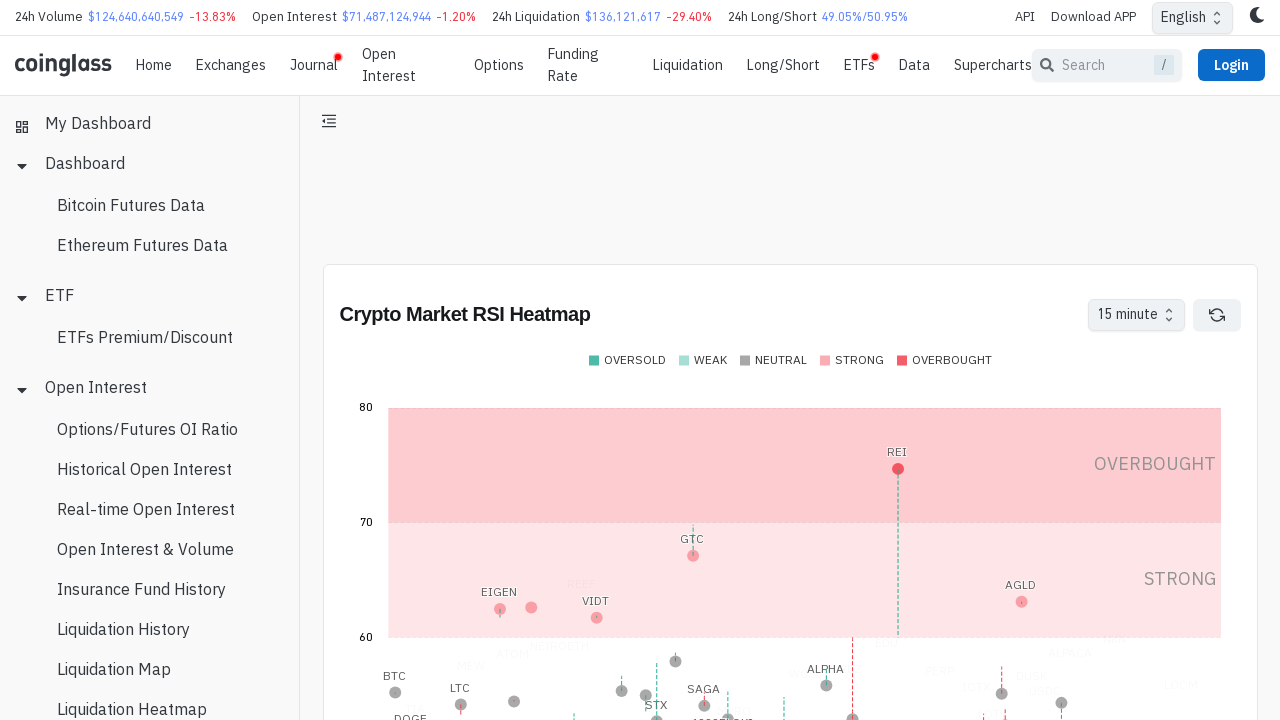 24h Volume $124,640,640,549 -13.83% Open Interest $71,487,124,944 -1.20% 24h Liquidation $136,121,617 -29.40% 24h Long/Short 49.05%/50.95% API Download APP English
coinglass Home Exchanges Journal Open Interest Options Funding Rate Liquidation Long/Short ETFs Data Supercharts Search / Login
My Dashboard
Dashboard
Bitcoin Futures Data
Ethereum Futures Data
ETF
ETFs Premium/Discount
Open Interest
Options/Futures OI Ratio
Historical Open Interest
Real-time Open Interest
Open Interest & Volume
Insurance Fund History
Liquidation History
Liquidation Map
Liquidation Heatmap
Crypto Market RSI Heatmap 15 minute
OVERSOLD WEAK NEUTRAL STRONG OVERBOUGHT
80
REI
OVERBOUGHT
70
GTC
STRONG
EIGEN
AGLD
VIDT
60
ALPHA
BTC
LTC
SAGA
STX
DOGE